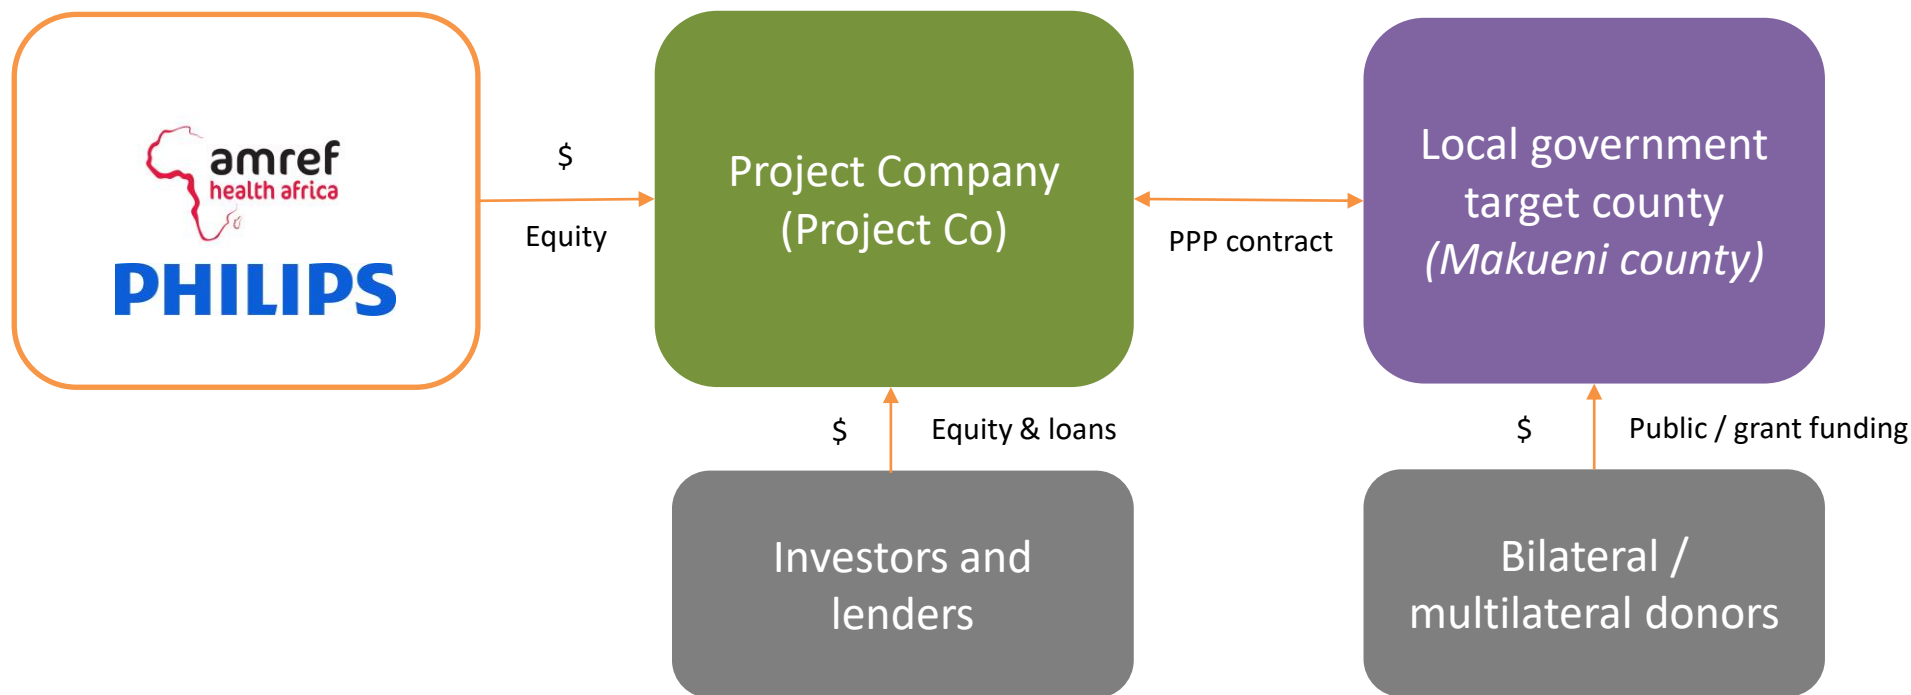 amref
health africa
PHILIPS
$
Equity
Project Company
(Project Co)
PPP contract
Local government
target county
(Makueni county)
$
Equity & loans
$
Public / grant funding
Investors and
lenders
Bilateral /
multilateral donors